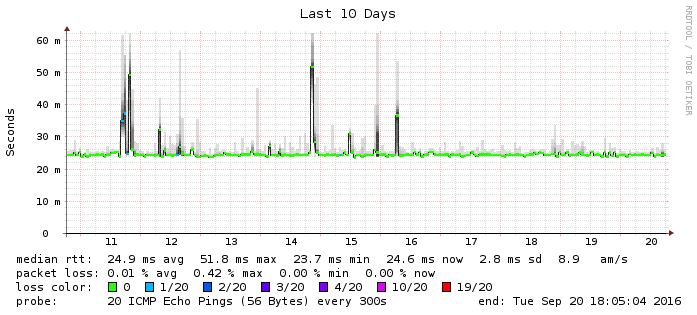 Last 10 Days
RRDTOOL / TOBI OETIKER
Seconds
60 m
50 m
40 m
30 m
20 m
10 m
0
11 12 13 14 15 16 17 18 19 20
median rtt: 24.9 ms avg 51.8 ms max 23.7 ms min 24.6 ms now 2.8 ms sd 8.9 am/s
packet loss: 0.01 % avg 0.42 % max 0.00 % min 0.00 % now
loss color: 0 1/20 2/20 3/20 4/20 10/20 19/20
probe: 20 ICMP Echo Pings (56 Bytes) every 300s end: Tue Sep 20 18:05:04 2016